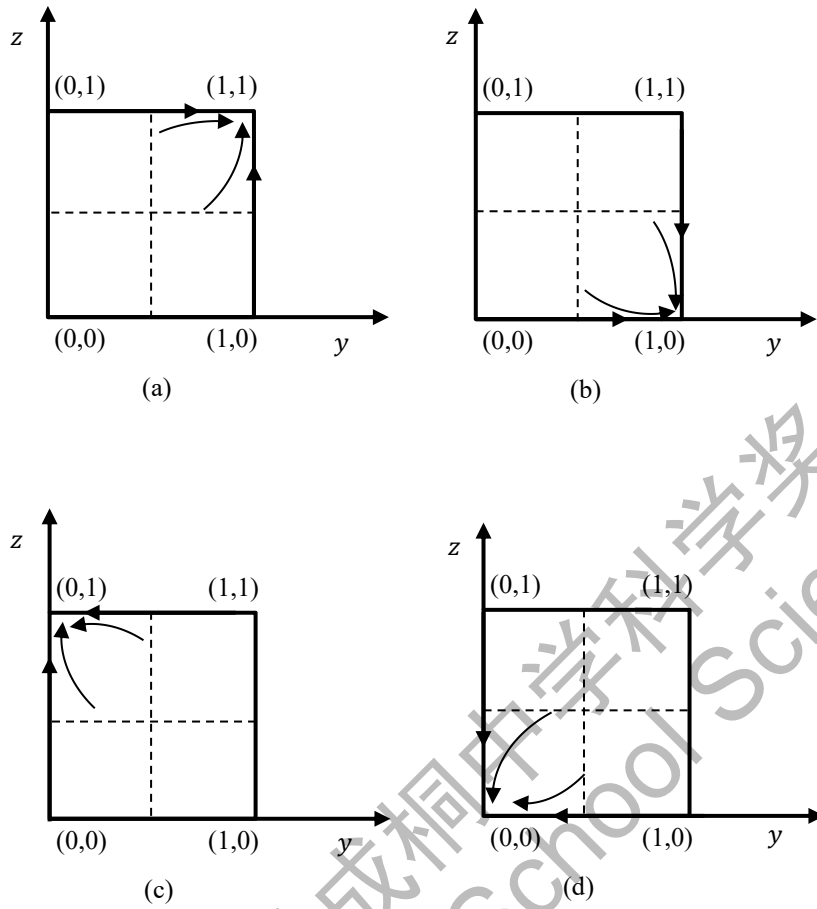 z
z
(0,1) (1,1)
(0,1) (1,1)
(0,0) (1,0) y
(0,0) (1,0) y
(a)
(b)
z
z
(0,1) (1,1)
(0,1) (1,1)
(0,0) (1,0) y
(0,0) (1,0) y
(c)
(d)
成桐中学科学奖
School Scie